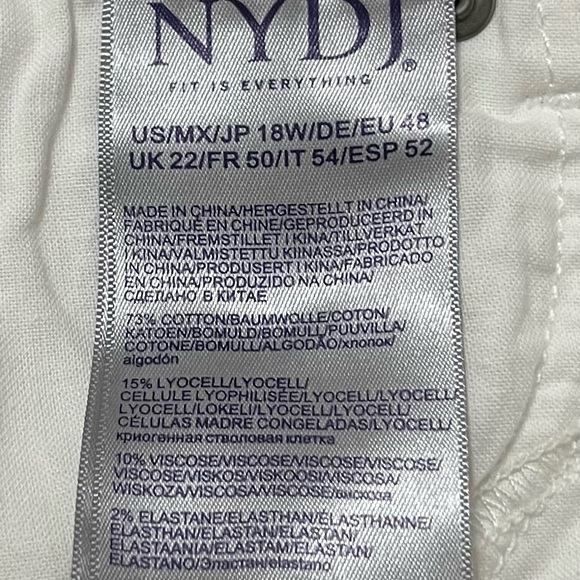 NYDJ®
FIT IS EVERYTHING
US/MX/JP 18W/DE/EU 48
UK 22/FR 50/IT 54/ESP 52
MADE IN CHINA/HERGESTELLT IN CHINA/
FABRIQUÉ EN CHINE/GEPRODUCEERD IN
CHINA/FREMSTILLET I KINA/TILLVERKAT
I KINA/VALMISTETTU KIINASSA/PRODOTTO
IN CHINA/PRODUSERT I KINA/FABRICADO
EN CHINA/PRODUZIDO NA CHINA/
СДЕЛАНО В КИТАЕ
73% COTTON/BAUMWOLLE/COTON/
KATOEN/BOMULD/BOMULL/PUUVILLA/
COTONE/BOMULL/ALGODÃO/хлопок/
algodón
15% LYOCELL/LYOCELL/
CELLULE LYOPHILISÉE/LYOCELL/LYOCELL/
LYOCELL/LOKELI/LYOCELL/LYOCELL/
CÉLULAS MADRE CONGELADAS/LYOCELL/
криогенная стволовая клетка
10% VISCOSE/VISCOSE/VISCOSE/
VISCOSE/VISKOS/VISKOOSI/VISCOSA/
WISKOZA/VISCOSA/VISCOSE/вискоза
2% ELASTANE/ELASTHAN/ELASTHANNE/
ELASTHAN/ELASTAN/ELASTAN/
ELASTAANIA/ELASTAM/ELASTAN/
ELASTANO/Эластан/elastano